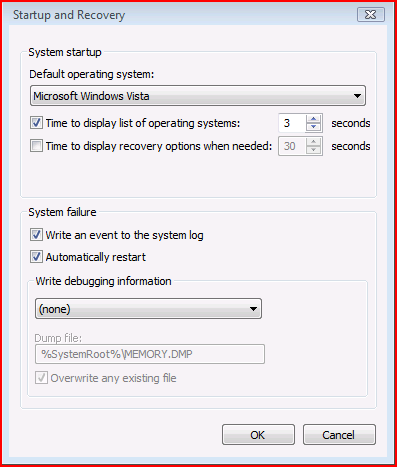 Startup and Recovery
System startup
Default operating system:
Microsoft Windows Vista
Time to display list of operating systems: 3 seconds
Time to display recovery options when needed: 30 seconds
System failure
Write an event to the system log
Automatically restart
Write debugging information
(none)
Dump file:
%SystemRoot%\MEMORY.DMP
Overwrite any existing file
OK Cancel